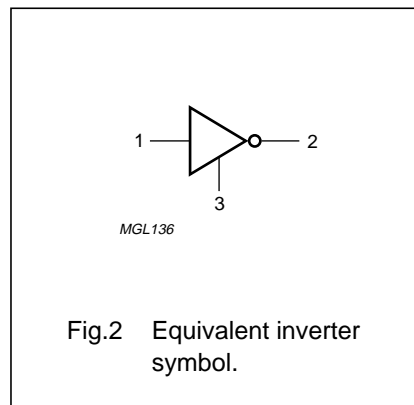 1
2
3
MGL136
Fig.2 Equivalent inverter
symbol.